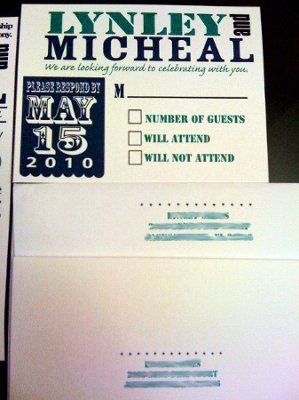 LYNLEY and
MICHEAL
We are looking forward to celebrating with you.
PLEASE RESPOND BY
MAY
15
2010
M
NUMBER OF GUESTS
WILL ATTEND
WILL NOT ATTEND